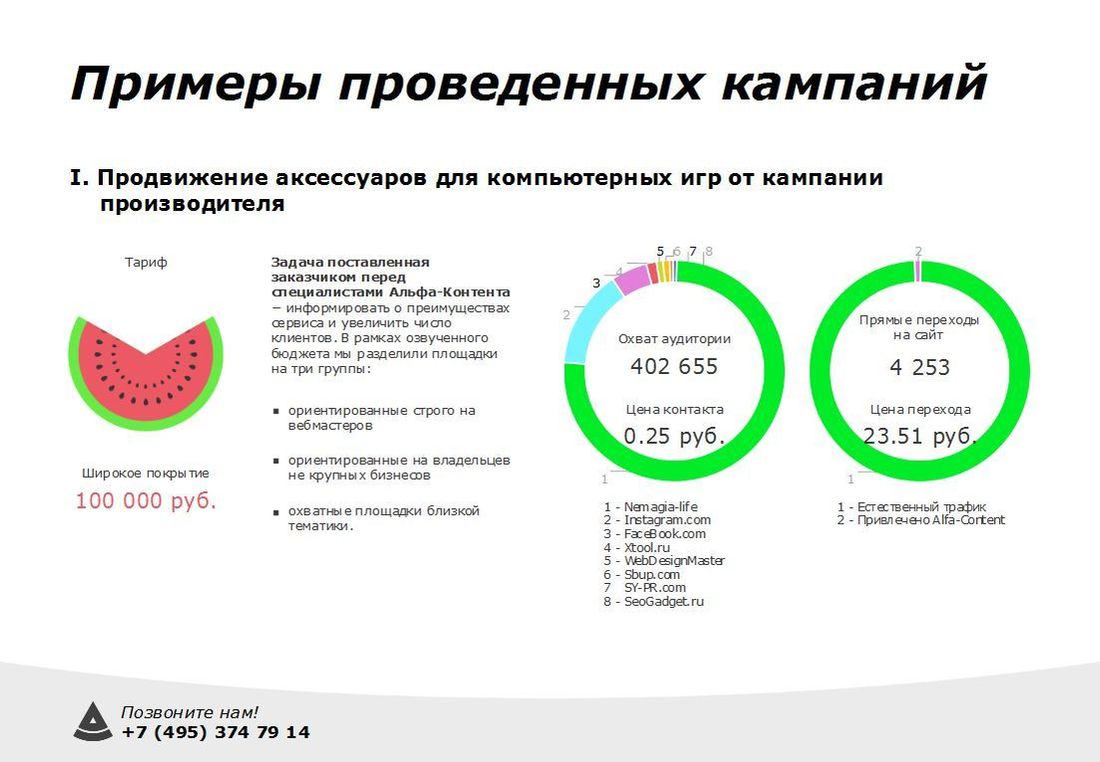 Примеры проведенных кампаний
I. Продвижение аксессуаров для компьютерных игр от кампании
производителя
Тариф
Широкое покрытие
100 000 руб.
Задача поставленная
заказчиком перед
специалистами Альфа-Контента
– информировать о преимуществах
сервиса и увеличить число
клиентов. В рамках озвученного
бюджета мы разделили площадки
на три группы:
▪ ориентированные строго на
вебмастеров
▪ ориентированные на владельцев
не крупных бизнесов
▪ охватные площадки близкой
тематики.
5 6 7 8
4
3
2
Охват аудитории
402 655
Цена контакта
0.25 руб.
1
1 - Nemagia-life
2 - Instagram.com
3 - FaceBook.com
4 - Xtool.ru
5 - WebDesignMaster
6 - Sbup.com
7 SY-PR.com
8 - SeoGadget.ru
2
Прямые переходы
на сайт
4 253
Цена перехода
23.51 руб.
1
1 - Естественный трафик
2 - Привлечено Alfa-Content
Позвоните нам!
+7 (495) 374 79 14